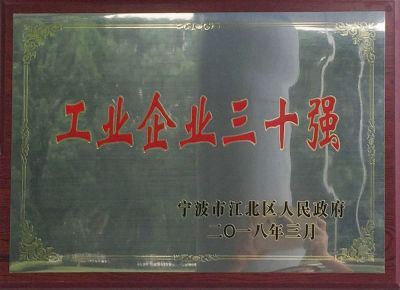 工业企业三十强
宁波市江北区人民政府
二〇一八年三月